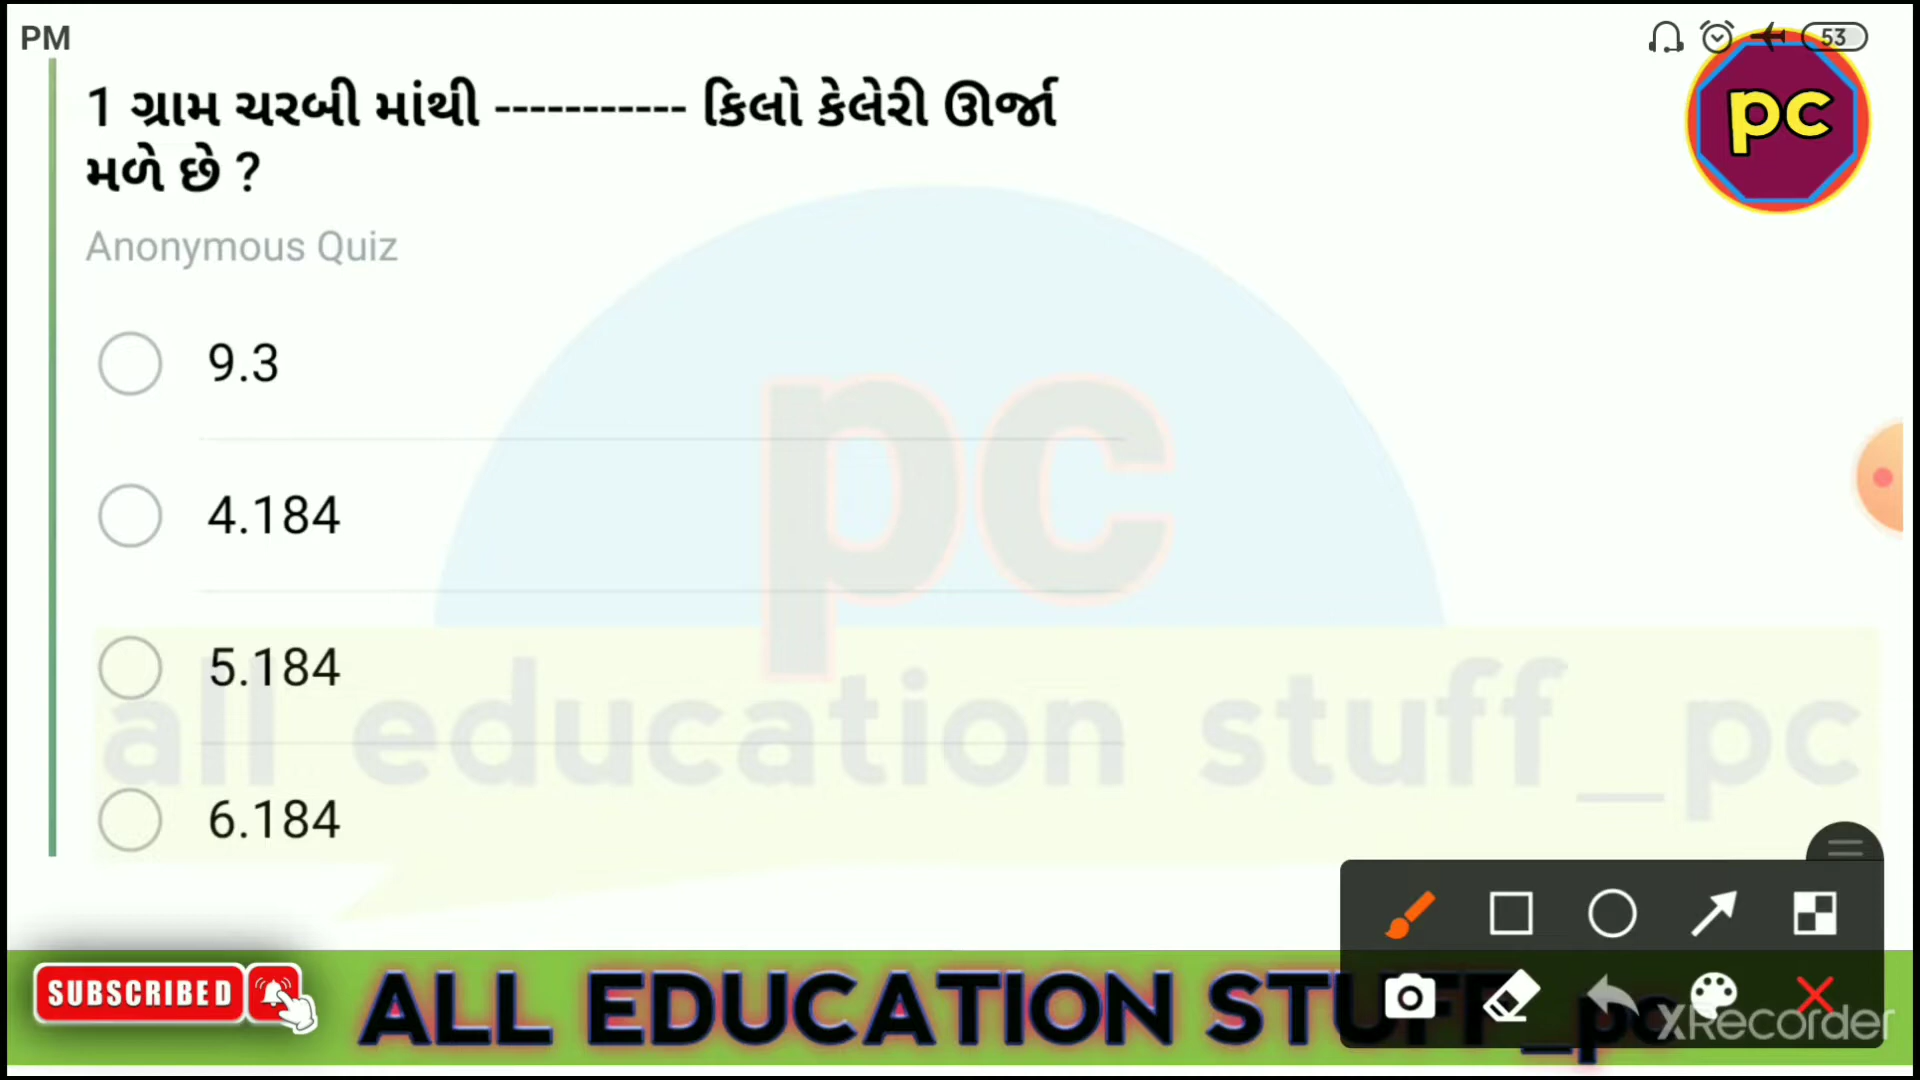 PM
53
pc
1 ગ્રામ ચરબી માંથી ----------- કિલો કેલેરી ઊર્જા
મળે છે ?
Anonymous Quiz
9.3
4.184
5.184
6.184
pc
all education stuff_pc
SUBSCRIBED
ALL EDUCATION STUFF_pc
XRecorder